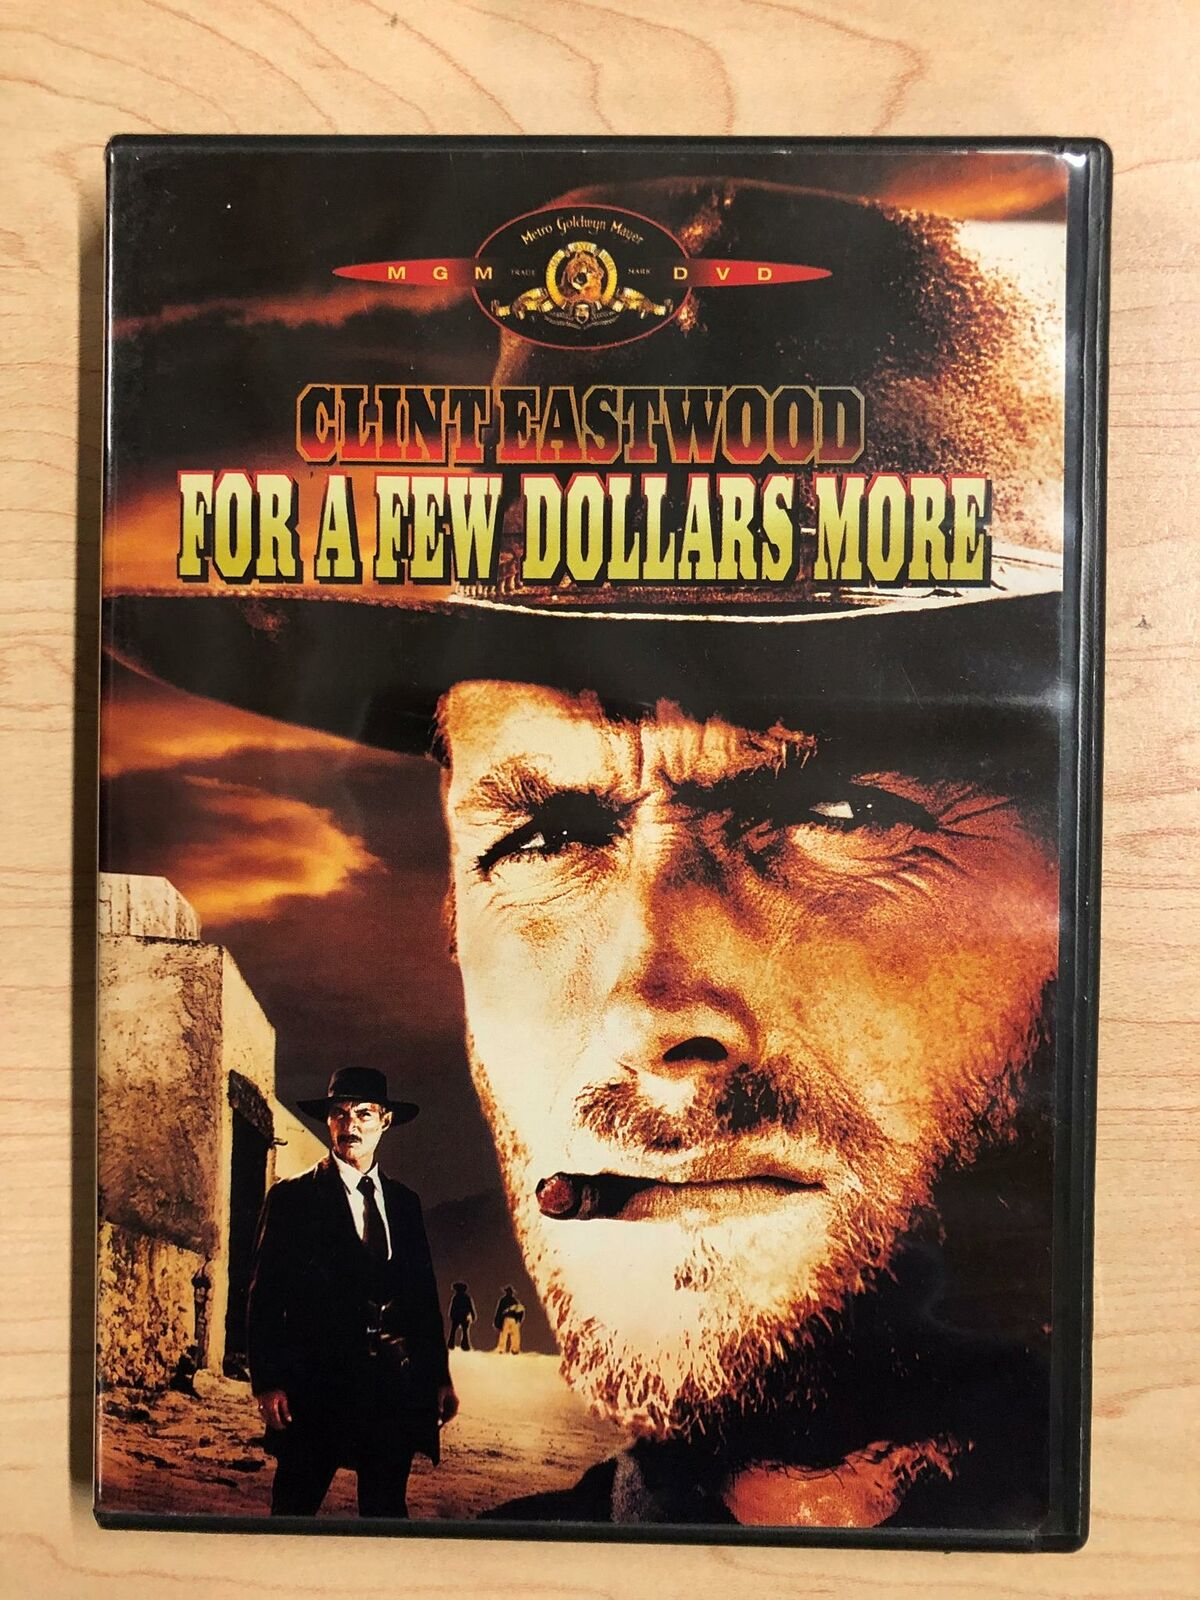 Metro Goldwyn Mayer
MGM TRADE MARK DVD
CLINT EASTWOOD
FOR A FEW DOLLARS MORE